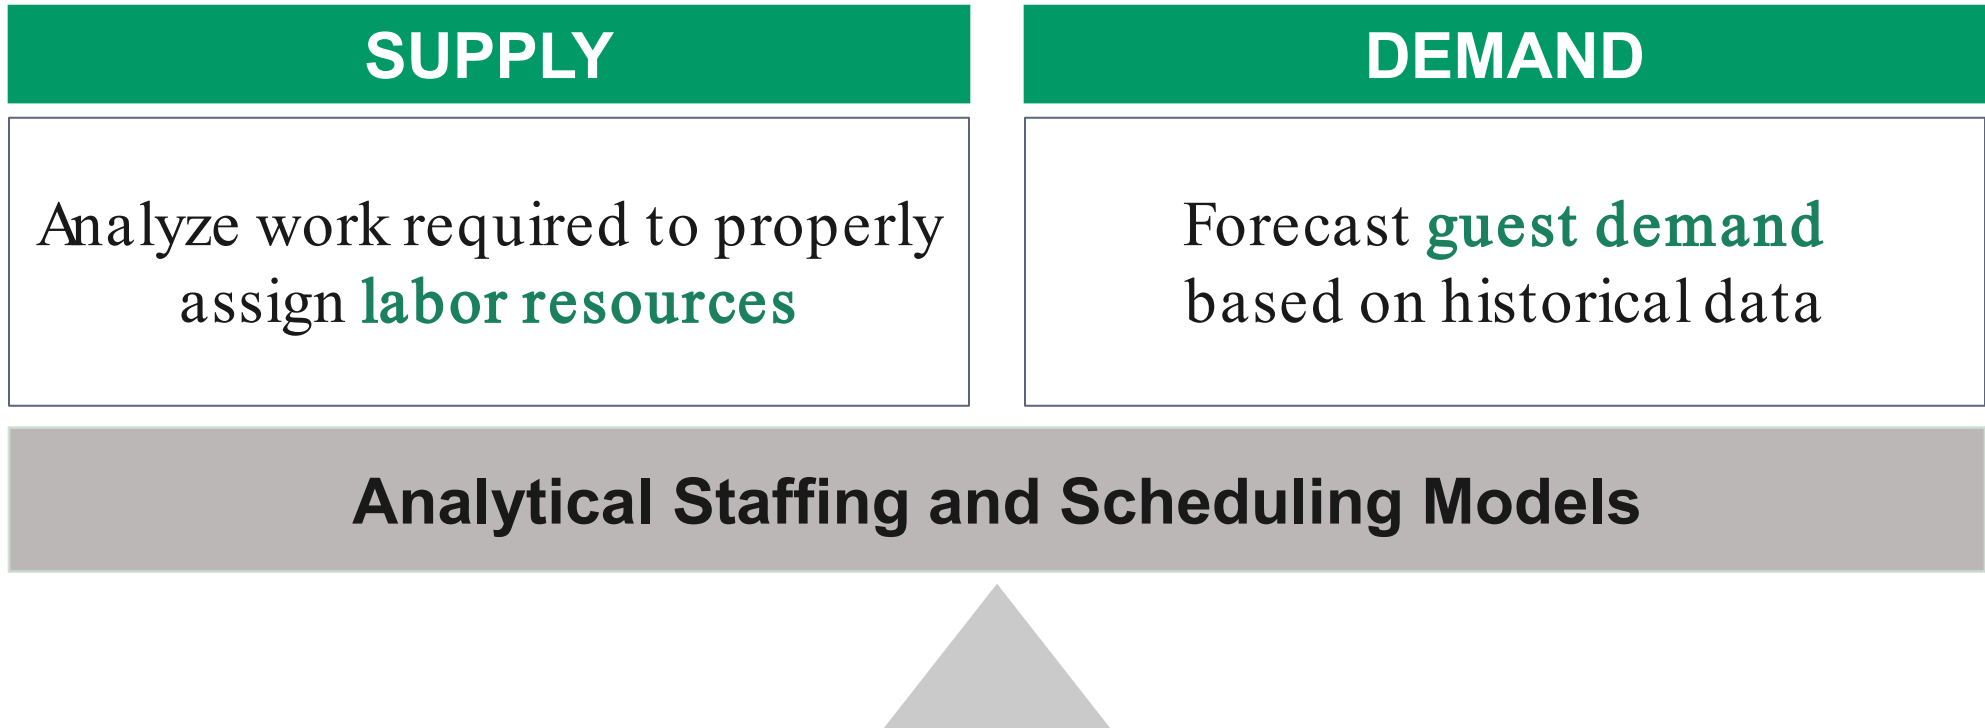 SUPPLY
Analyze work required to properly
assign labor resources
DEMAND
Forecast guest demand
based on historical data
Analytical Staffing and Scheduling Models